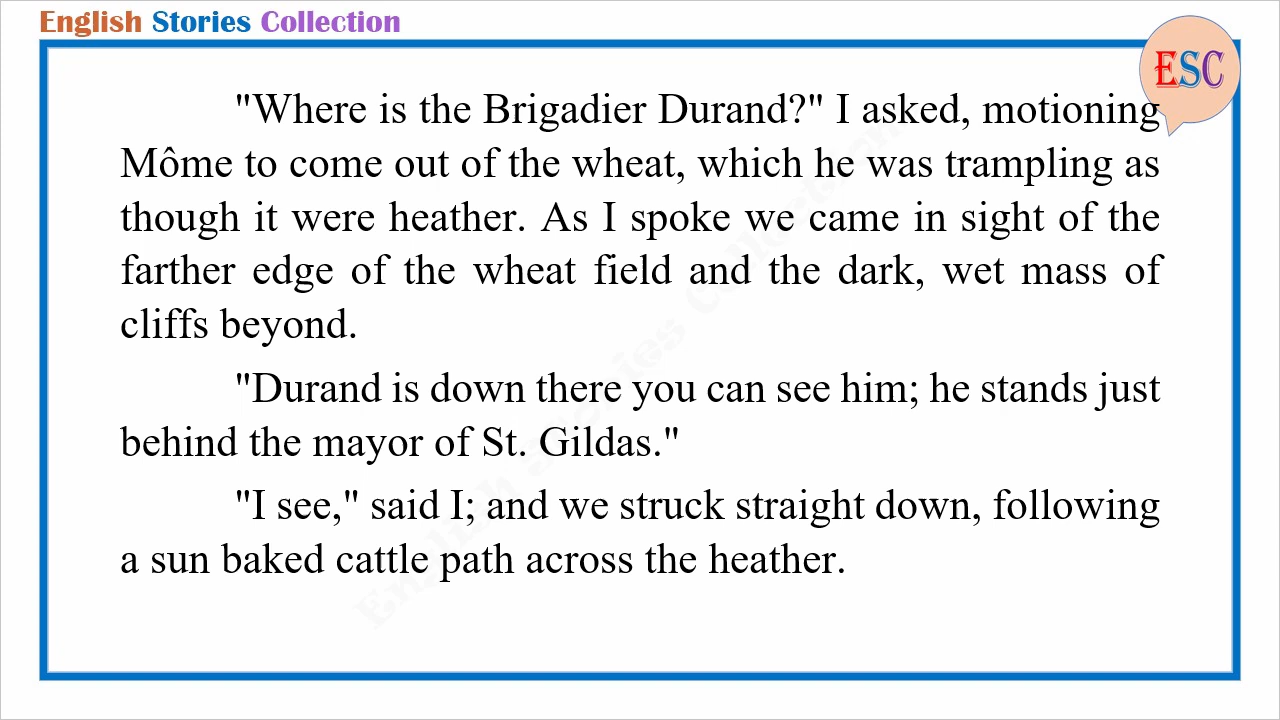 English Stories Collection
ESC
"Where is the Brigadier Durand?" I asked, motioning
Môme to come out of the wheat, which he was trampling as
though it were heather. As I spoke we came in sight of the
farther edge of the wheat field and the dark, wet mass of
cliffs beyond.
"Durand is down there you can see him; he stands just
behind the mayor of St. Gildas."
"I see," said I; and we struck straight down, following
a sun baked cattle path across the heather.
English Stories Collection